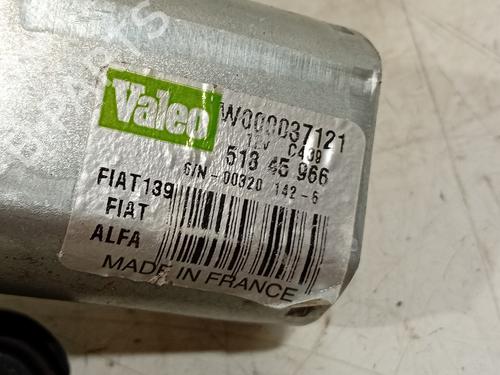 Valeo
W000037121
12V C439
518 45 966
S/N-00320 142-6
FIAT139
FIAT
ALFA
MADE IN FRANCE